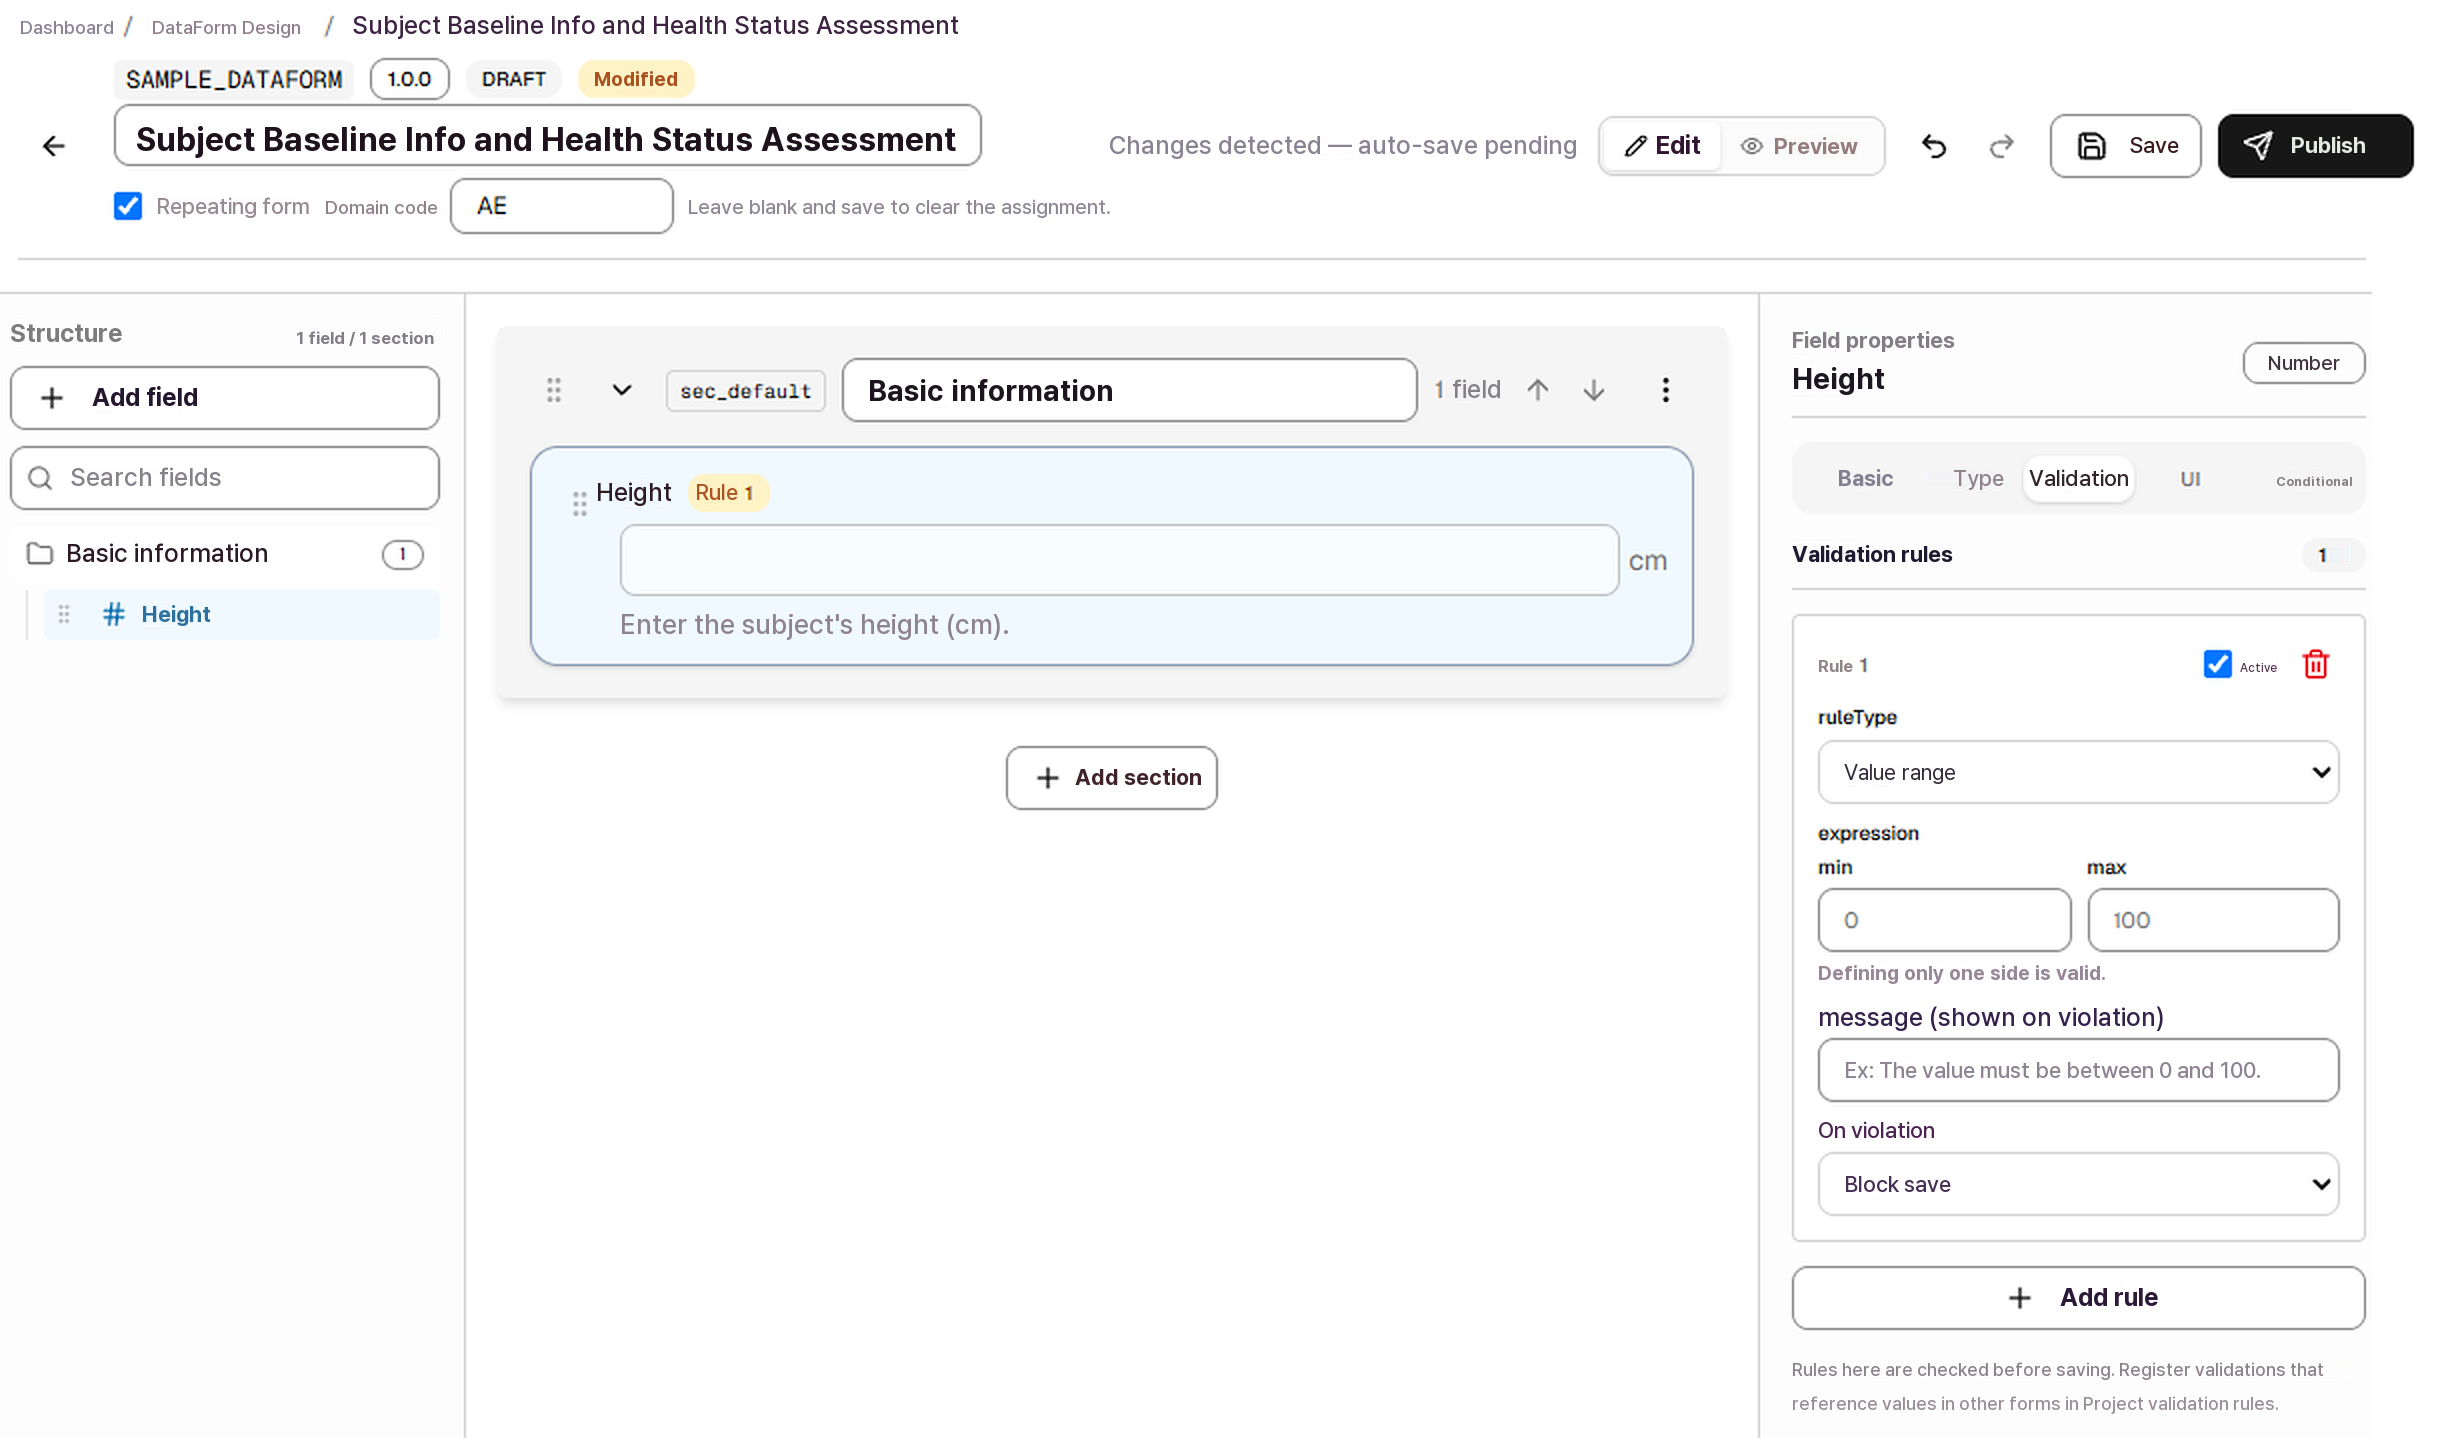 Dashboard / DataForm Design / Subject Baseline Info and Health Status Assessment
SAMPLE_DATAFORM 1.0.0 DRAFT Modified
Subject Baseline Info and Health Status Assessment
Changes detected — auto-save pending Edit Preview Save Publish
Repeating form Domain code AE Leave blank and save to clear the assignment.
Structure 1 field / 1 section
Add field
Search fields
Basic information 1
Height
sec_default Basic information 1 field
Height Rule 1
cm
Enter the subject's height (cm).
Add section
Field properties
Height Number
Basic Type Validation UI Conditional
Validation rules 1
Rule 1 Active
ruleType
Value range
expression
min max
0 100
Defining only one side is valid.
message (shown on violation)
Ex: The value must be between 0 and 100.
On violation
Block save
Add rule
Rules here are checked before saving. Register validations that
reference values in other forms in Project validation rules.